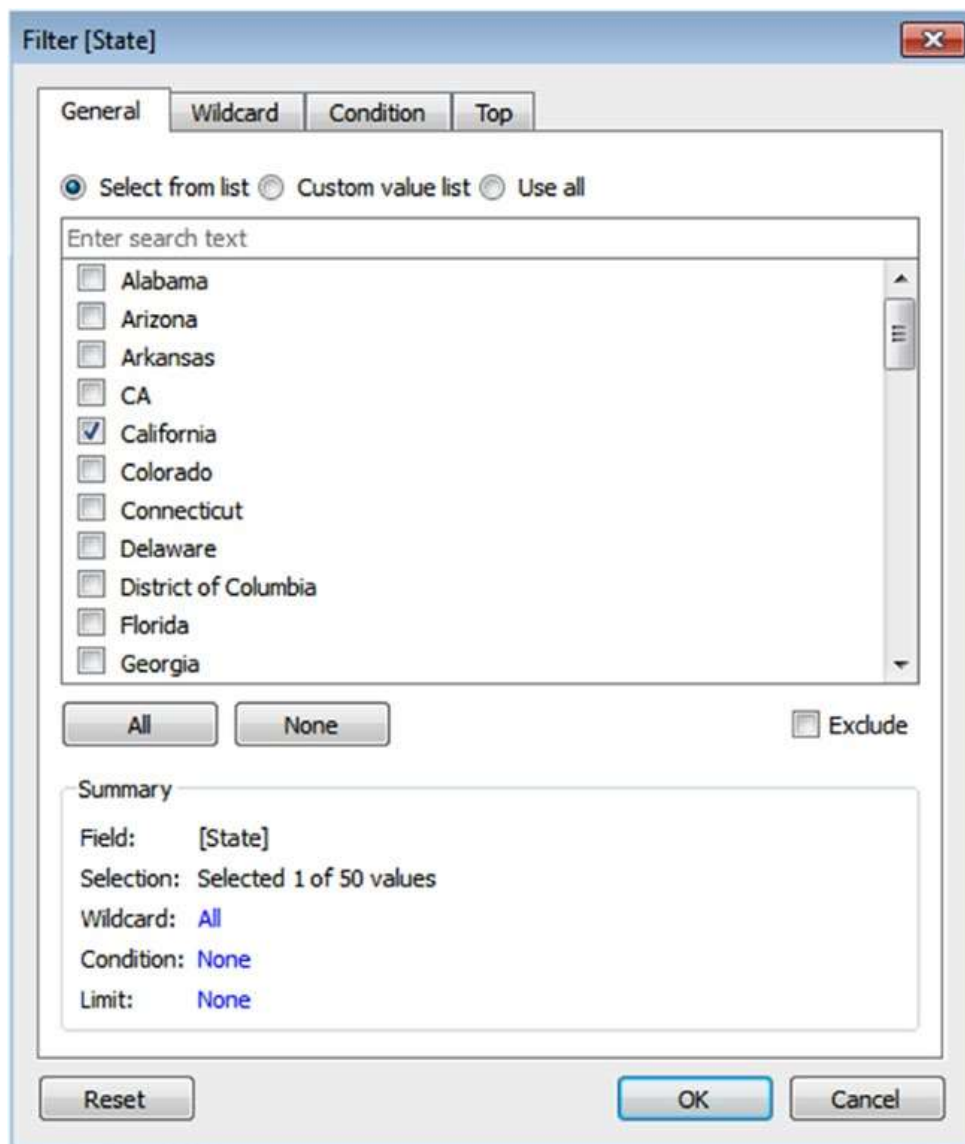 Filter [State]
General Wildcard Condition Top
Select from list Custom value list Use all
Enter search text
Alabama
Arizona
Arkansas
CA
California
Colorado
Connecticut
Delaware
District of Columbia
Florida
Georgia
All None Exclude
Summary
Field: [State]
Selection: Selected 1 of 50 values
Wildcard: All
Condition: None
Limit: None
Reset OK Cancel